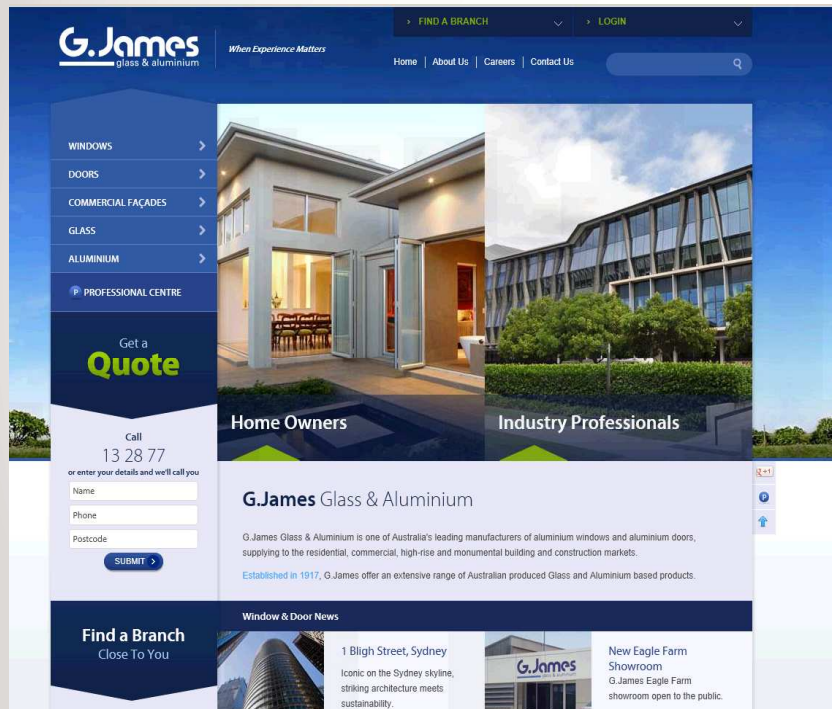 FIND A BRANCH
LOGIN
G.James
glass & aluminium
When Experience Matters
Home | About Us | Careers | Contact Us
WINDOWS
DOORS
COMMERCIAL FAÇADES
GLASS
ALUMINIUM
P PROFESSIONAL CENTRE
Get a
Quote
Call
13 28 77
or enter your details and we'll call you
Name
Phone
Postcode
SUBMIT
Find a Branch
Close To You
Home Owners
Industry Professionals
+1
P
G.James Glass & Aluminium
G.James Glass & Aluminium is one of Australia's leading manufacturers of aluminium windows and aluminium doors,
supplying to the residential, commercial, high-rise and monumental building and construction markets.
Established in 1917, G.James offer an extensive range of Australian produced Glass and Aluminium based products.
Window & Door News
1 Bligh Street, Sydney
Iconic on the Sydney skyline,
striking architecture meets
sustainability.
G.James
New Eagle Farm
Showroom
G.James Eagle Farm
showroom open to the public.